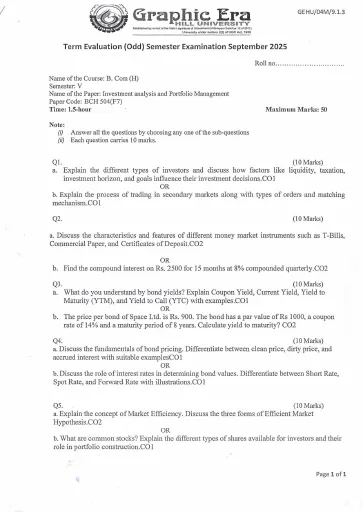 GEHU/04M/9.1.3
Graphic Era
HILL UNIVERSITY
Term Evaluation (Odd) Semester Examination September 2025
Roll no..............................
Name of the Course: B. Com (H)
Semester: V
Name of the Paper: Investment analysis and Portfolio Management
Paper Code: BCH 504(F7)
Time: 1.5-hour Maximum Marks: 50
Note:
(i) Answer all the questions by choosing any one of the sub-questions
(ii) Each question carries 10 marks.
Q1. (10 Marks)
a. Explain the different types of investors and discuss how factors like liquidity, taxation,
investment horizon, and goals influence their investment decisions.CO1
OR
b. Explain the process of trading in secondary markets along with types of orders and matching
mechanism.CO1
Q2. (10 Marks)
a. Discuss the characteristics and features of different money market instruments such as T-Bills,
Commercial Paper, and Certificates of Deposit.CO2
OR
b. Find the compound interest on Rs. 2500 for 15 months at 8% compounded quarterly.CO2
Q3. (10 Marks)
a. What do you understand by bond yields? Explain Coupon Yield, Current Yield, Yield to
Maturity (YTM), and Yield to Call (YTC) with examples.CO1
OR
b. The price per bond of Space Ltd. is Rs. 900. The bond has a par value of Rs 1000, a coupon
rate of 14% and a maturity period of 8 years. Calculate yield to maturity? CO2
Q4. (10 Marks)
a. Discuss the fundamentals of bond pricing. Differentiate between clean price, dirty price, and
accrued interest with suitable examplesCO1
OR
b. Discuss the role of interest rates in determining bond values. Differentiate between Short Rate,
Spot Rate, and Forward Rate with illustrations.CO1
Q5. (10 Marks)
a. Explain the concept of Market Efficiency. Discuss the three forms of Efficient Market
Hypothesis.CO2
OR
b. What are common stocks? Explain the different types of shares available for investors and their
role in portfolio construction.CO1
Page 1 of 1